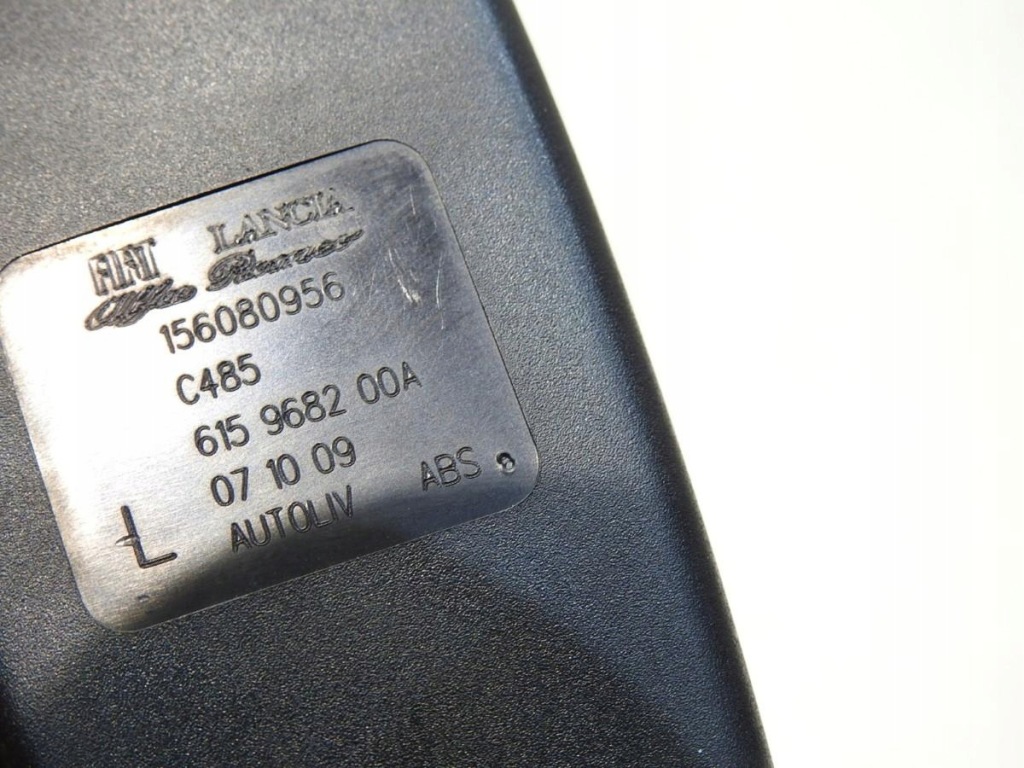 FIAT LANCIA
Alfa Romeo
156080956
C485
615 9682 00A
07 10 09
L AUTOLIV ABS